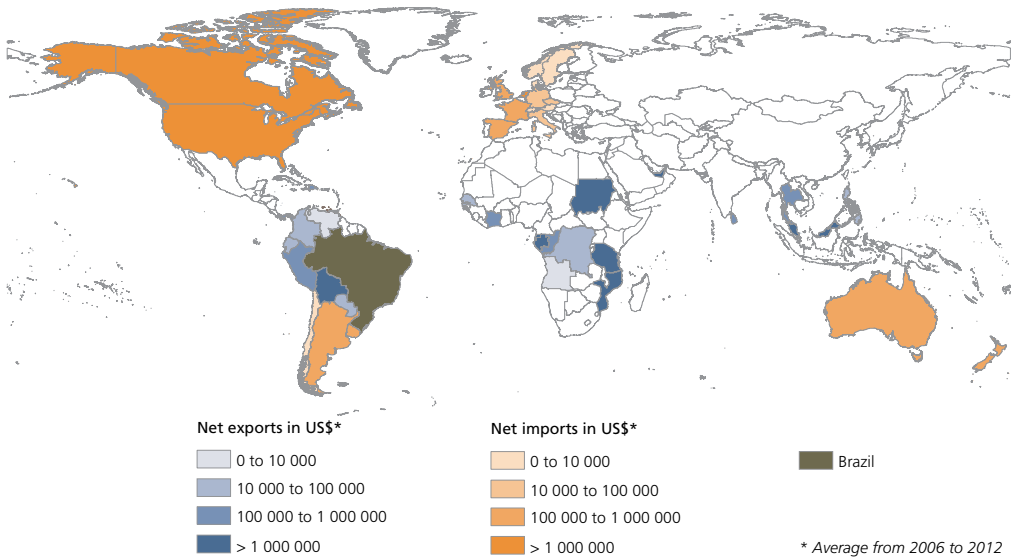 Net exports in US$*
0 to 10 000
10 000 to 100 000
100 000 to 1 000 000
> 1 000 000
Net imports in US$*
0 to 10 000
10 000 to 100 000
100 000 to 1 000 000
> 1 000 000
Brazil
* Average from 2006 to 2012